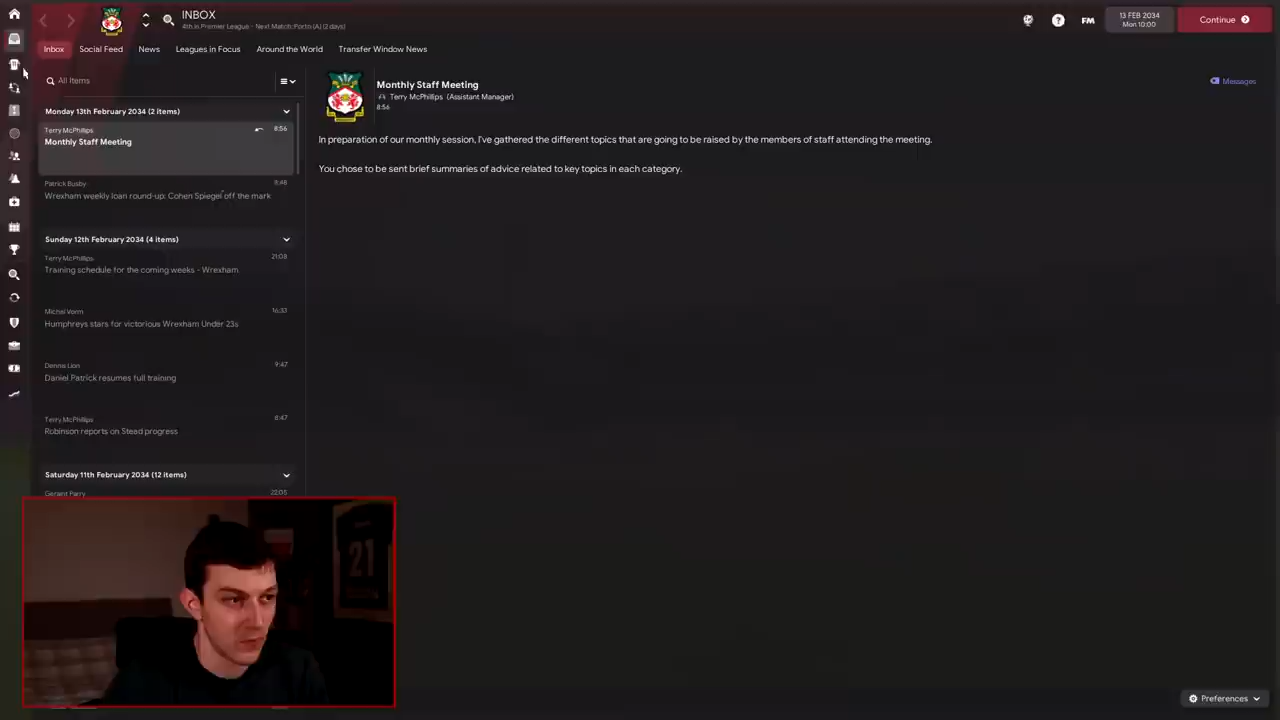 INBOX
4th in Premier League - Next Match: Porto (A) (2 days)
13 FEB 2034
Mon 10:00
Continue
FM
Inbox
Social Feed
News
Leagues in Focus
Around the World
Transfer Window News
All Items
Monday 13th February 2034 (2 items)
Terry McPhillips
8:56
Monthly Staff Meeting
Patrick Busby
8:48
Wrexham weekly loan round-up: Cohen Spiegel off the mark
Sunday 12th February 2034 (4 items)
Terry McPhillips
21:08
Training schedule for the coming weeks - Wrexham
Michel Vorm
16:33
Humphreys stars for victorious Wrexham Under 23s
Dennis Lion
9:47
Daniel Patrick resumes full training
Terry McPhillips
8:47
Robinson reports on Stead progress
Saturday 11th February 2034 (12 items)
Geraint Parry
22:05
Monthly Staff Meeting
Terry McPhillips (Assistant Manager)
8:56
Messages
In preparation of our monthly session, I've gathered the different topics that are going to be raised by the members of staff attending the meeting.
You chose to be sent brief summaries of advice related to key topics in each category.
21
Preferences